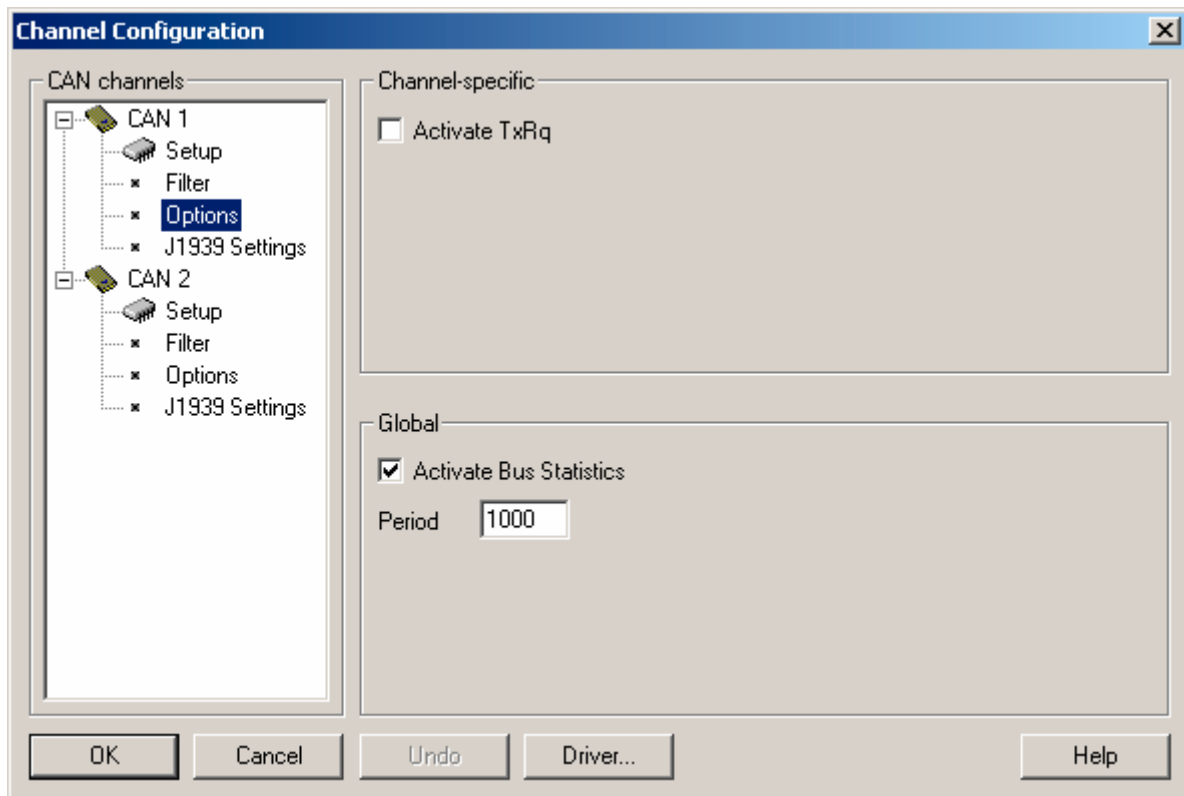 Channel Configuration
CAN channels
CAN 1
Setup
Filter
Options
J1939 Settings
CAN 2
Setup
Filter
Options
J1939 Settings
Channel-specific
Activate TxRq
Global
Activate Bus Statistics
Period 1000
OK Cancel Undo Driver... Help